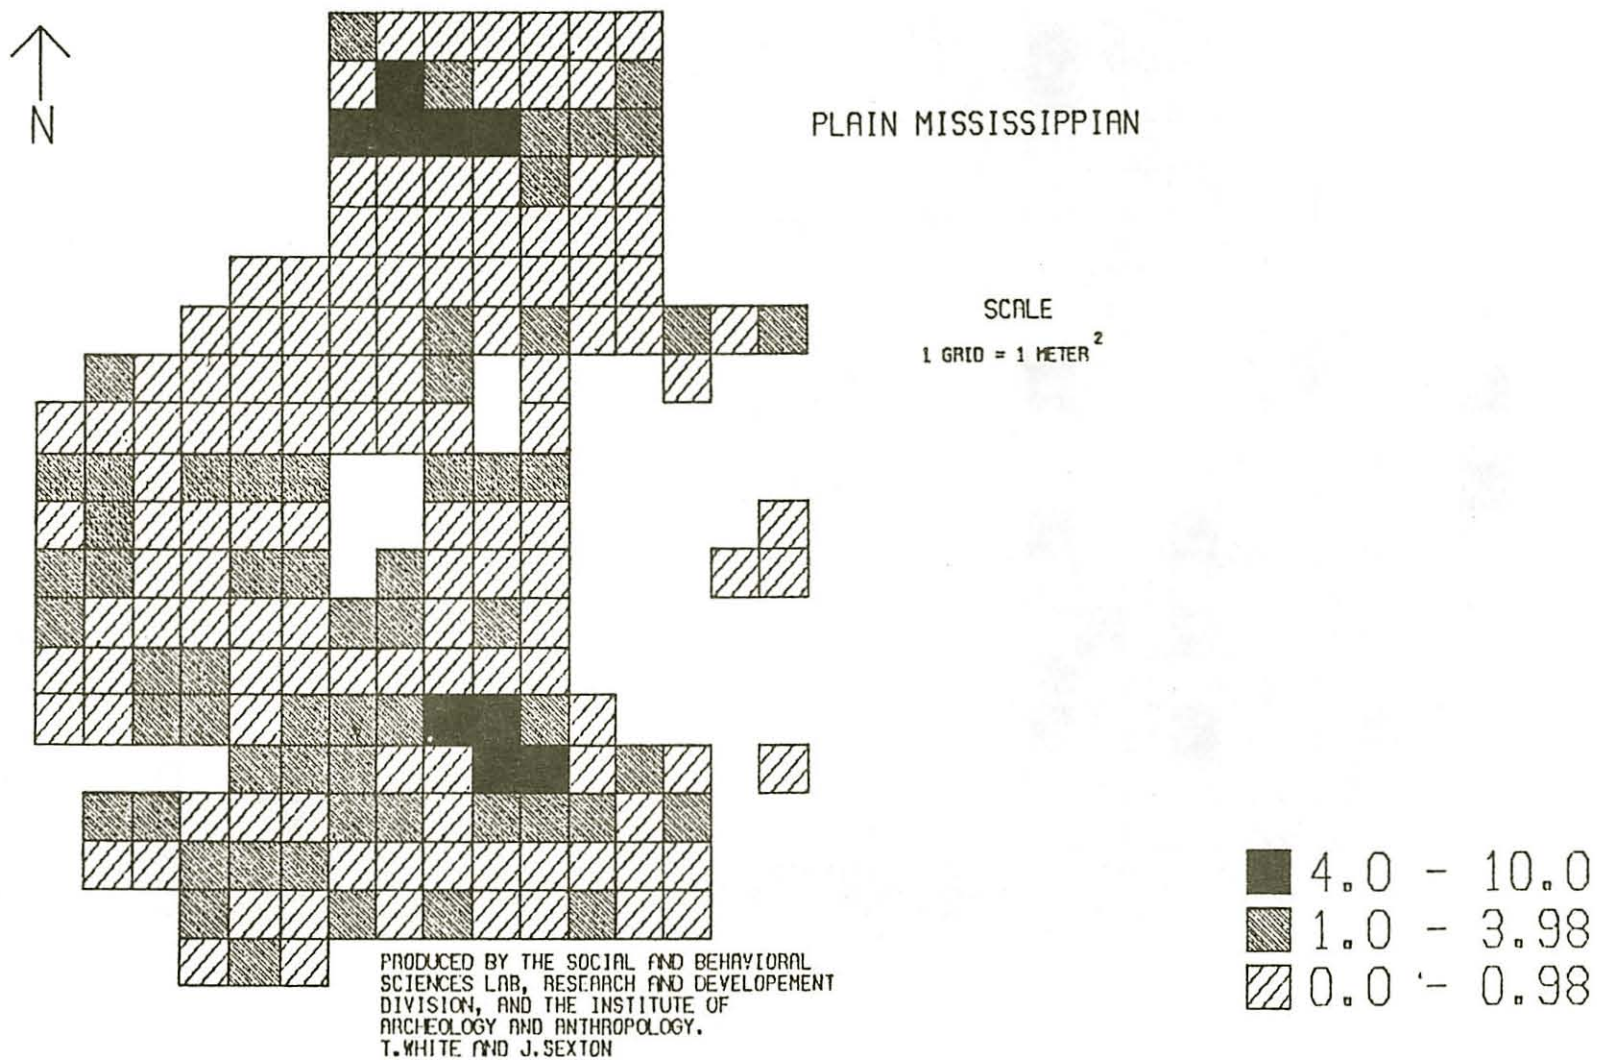 N
PLAIN MISSISSIPPIAN
SCALE
1 GRID = 1 METER²
4.0 - 10.0
1.0 - 3.98
0.0 - 0.98
PRODUCED BY THE SOCIAL AND BEHAVIORAL
SCIENCES LAB, RESEARCH AND DEVELOPEMENT
DIVISION, AND THE INSTITUTE OF
ARCHEOLOGY AND ANTHROPOLOGY.
T.WHITE AND J.SEXTON